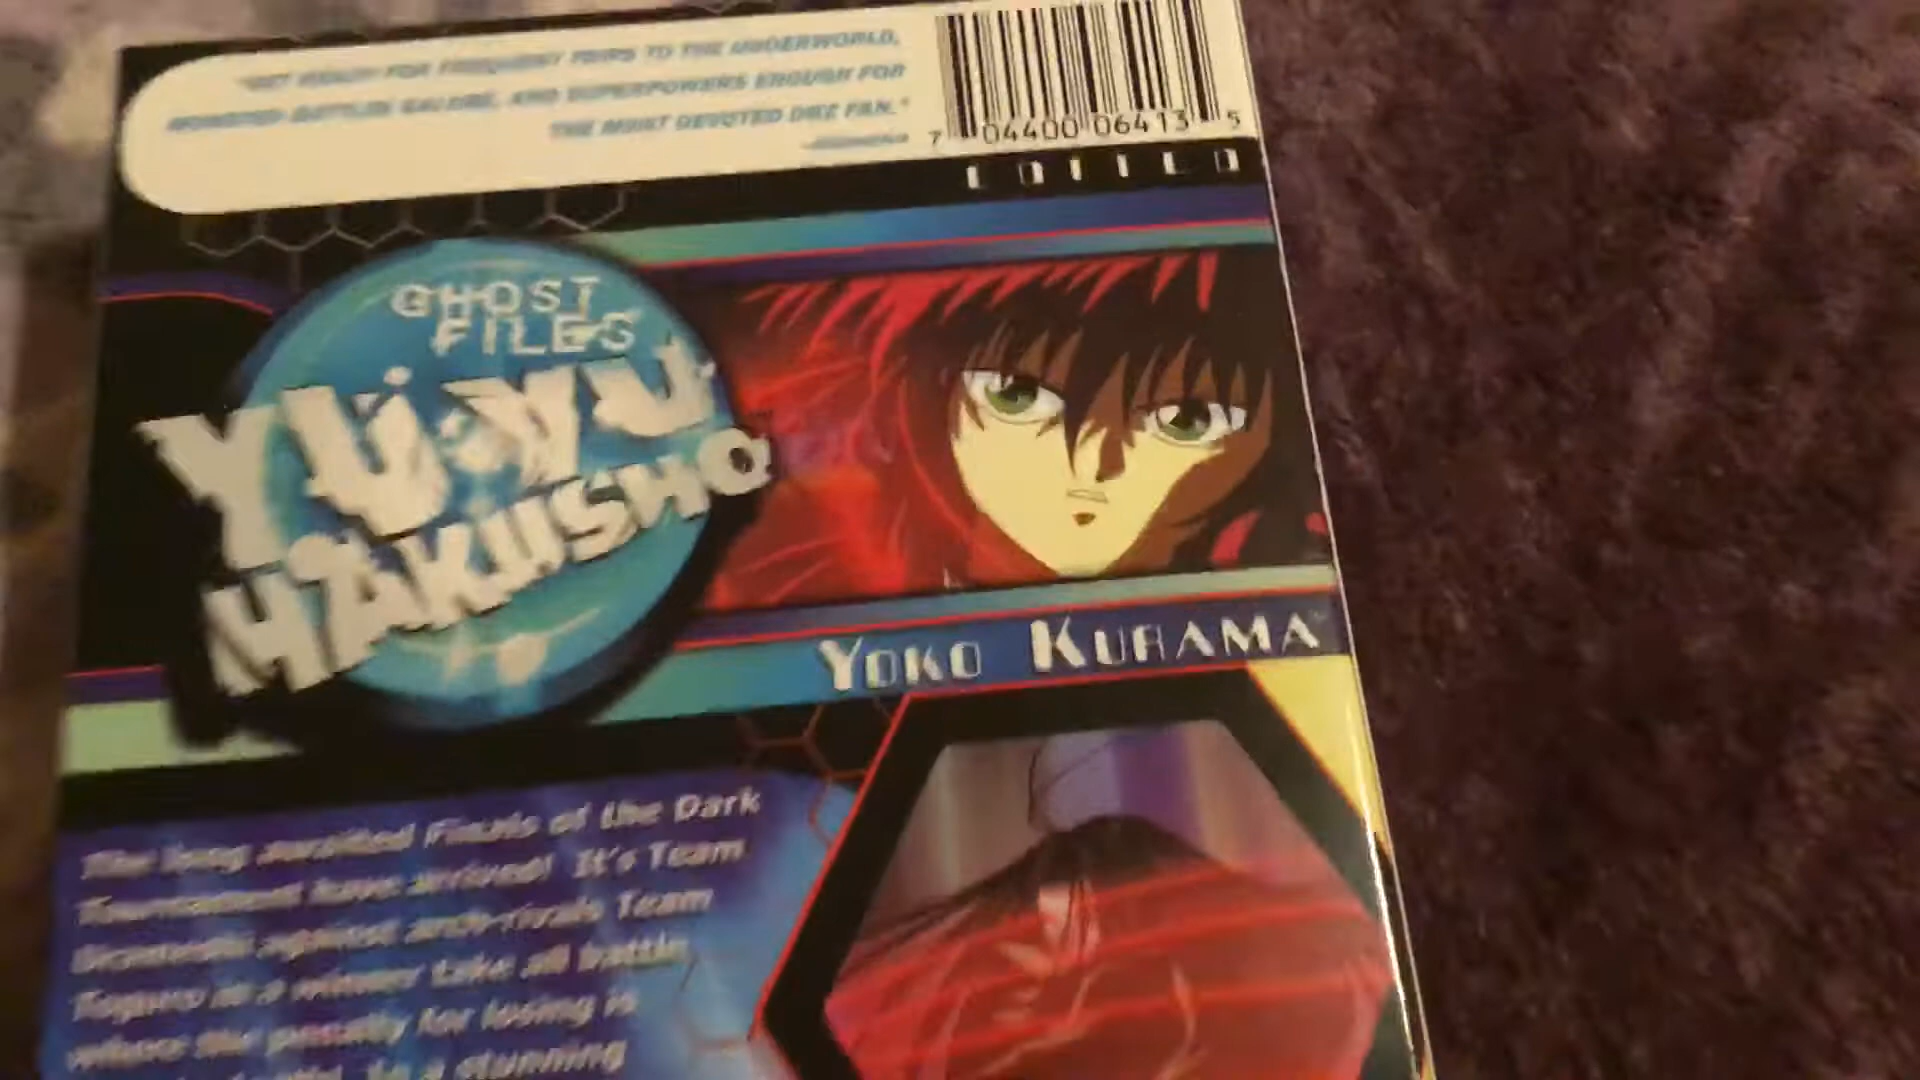 "GET READY FOR FREQUENT TRIPS TO THE UNDERWORLD,
MONSTER BATTLES GALORE, AND SUPERPOWERS ENOUGH FOR
THE MOST DEVOTED DBZ FAN."
7 04400 06413 5
EDITED
GHOST
FILES
YU YU
HAKUSHO
YOKO KURAMA™
The long awaited Finals of the Dark
Tournament have arrived! It's Team
Urameshi against arch-rivals Team
Toguro in a winner take all battle
where the penalty for losing is
In a stunning